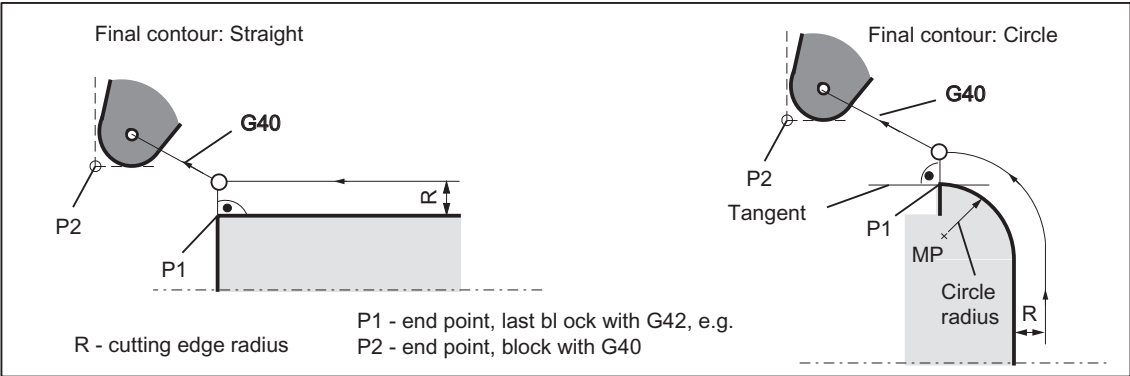 Final contour: Straight
G40
P2
P1
R
R - cutting edge radius
P1 - end point, last bl ock with G42, e.g.
P2 - end point, block with G40
Final contour: Circle
G40
P2
Tangent
P1
MP
Circle
radius
R